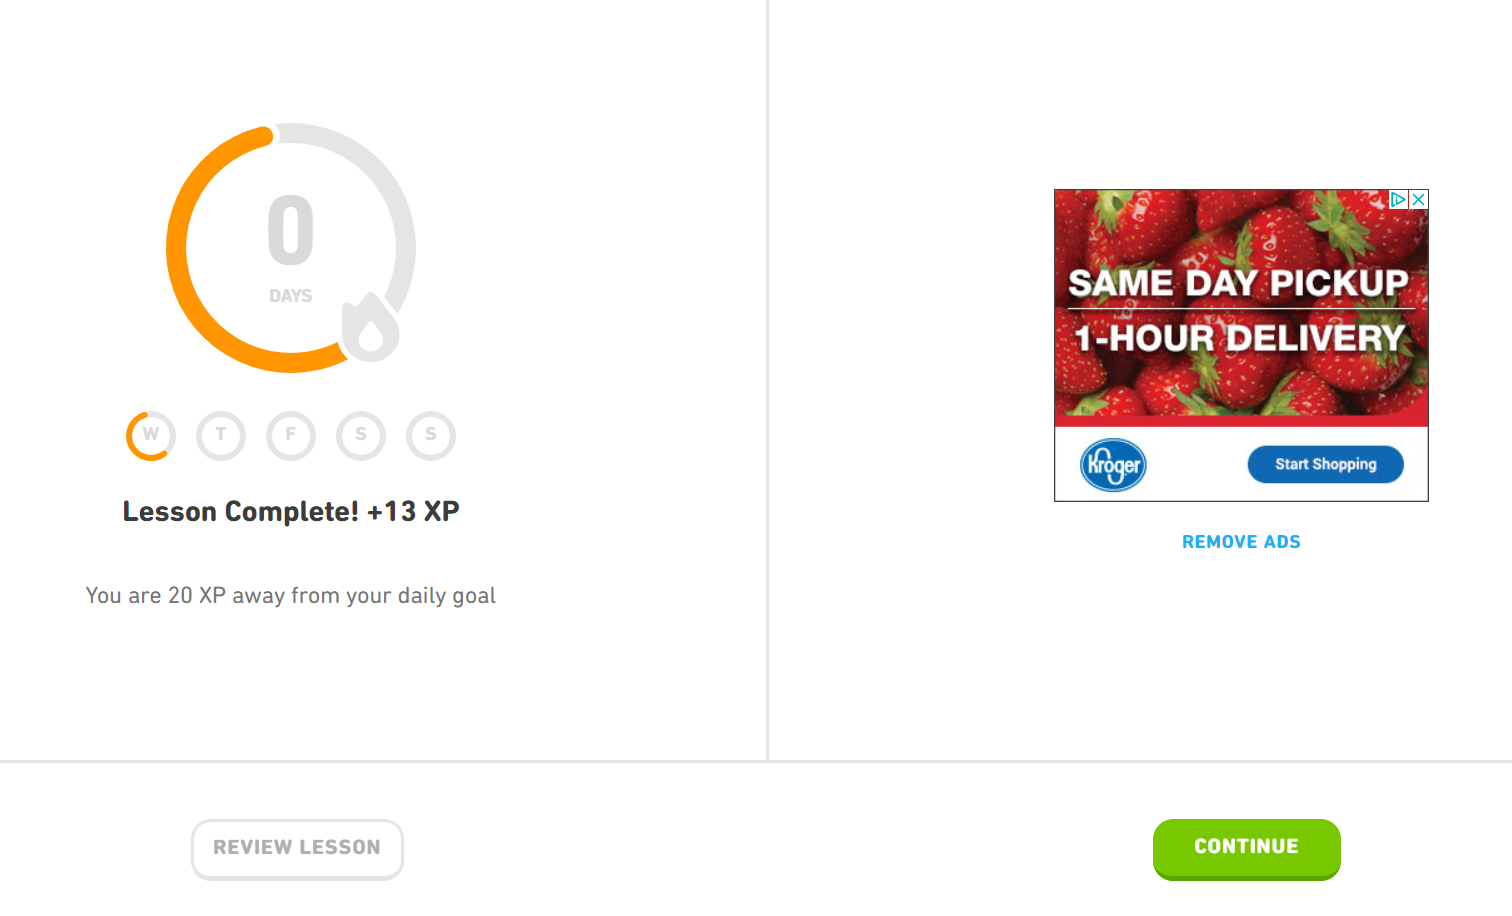 0
DAYS
W T F S S
Lesson Complete! +13 XP
You are 20 XP away from your daily goal
SAME DAY PICKUP
1-HOUR DELIVERY
Kroger
Start Shopping
REMOVE ADS
REVIEW LESSON
CONTINUE